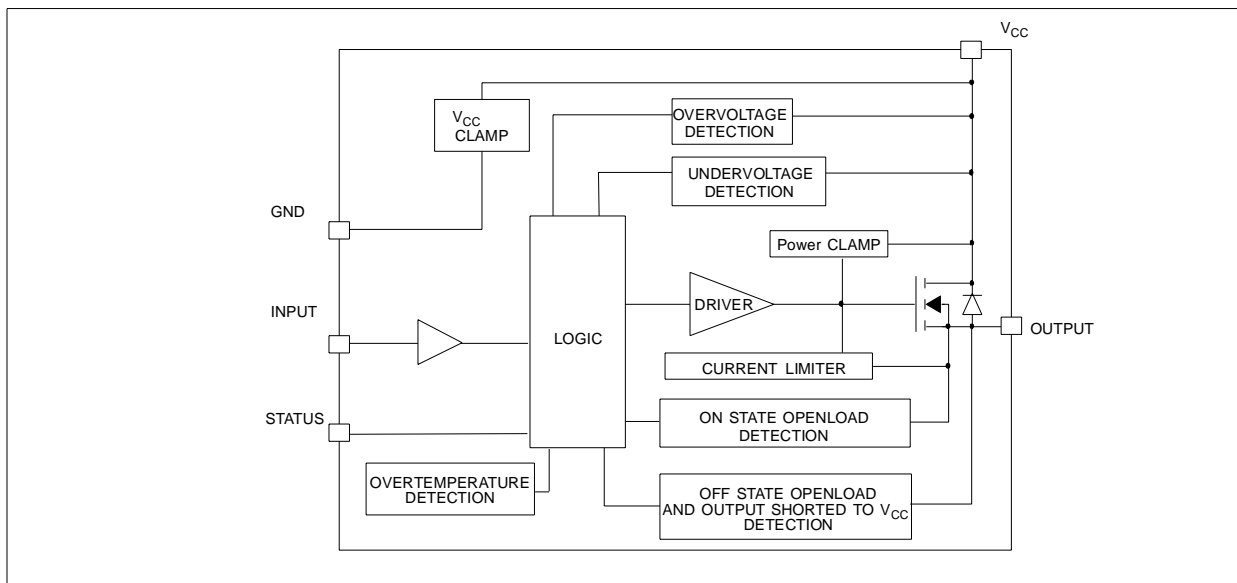 VCC
VCC
CLAMP
OVERVOLTAGE
DETECTION
UNDERVOLTAGE
DETECTION
GND
Power CLAMP
INPUT
DRIVER
OUTPUT
LOGIC
CURRENT LIMITER
STATUS
ON STATE OPENLOAD
DETECTION
OVERTEMPERATURE
DETECTION
OFF STATE OPENLOAD
AND OUTPUT SHORTED TO VCC
DETECTION